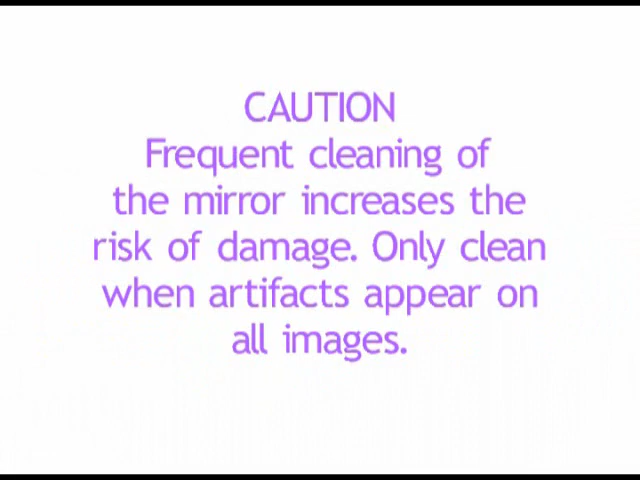 CAUTION
Frequent cleaning of
the mirror increases the
risk of damage. Only clean
when artifacts appear on
all images.